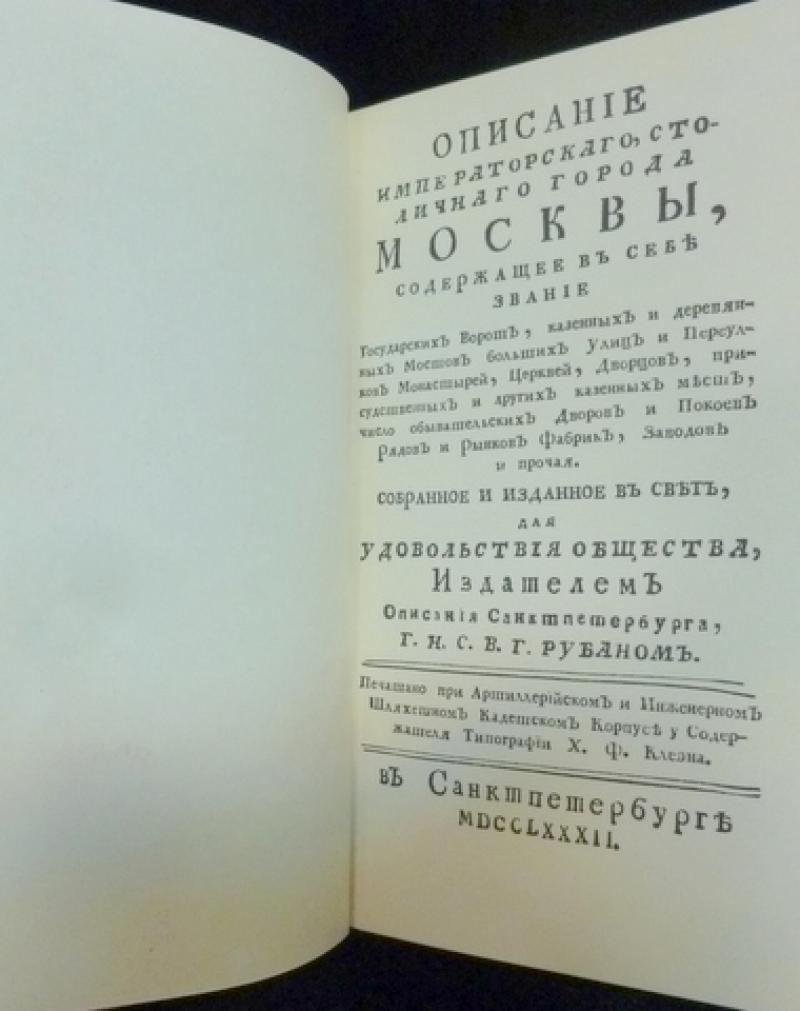 ОПИСАНІЕ
ИМПЕРАТОРСКАГО, СТО-
ЛИЧНАГО ГОРОДА
МОСКВЫ,
СОДЕРЖАЩЕЕ ВЪ СЕБѢ
ЗВАНІЕ
Государскихъ Воротъ, казенныхъ и деревян-
ныхъ Мостовъ большихъ Улицъ и Переул-
ковъ Монастырей, Церквей, Дворцовъ, при-
судственныхъ и другихъ казенныхъ мѣстъ,
число обывательскихъ Дворовъ и Покоевъ
Рядовъ и Рынковъ Фабрикъ, Заводовъ
и прочая.
СОБРАННОЕ И ИЗДАННОЕ ВЪ СВѢТЪ,
ДЛЯ
УДОВОЛЬСТВІЯ ОБЩЕСТВА,
Издателемъ
Описанія Санктпетербурга,
Г. Н. С. В. Г. РУБАНОМЪ.
Печатано при Артиллерійскомъ и Инженерномъ
Шляхетномъ Кадетскомъ Корпусѣ у Содер-
жателя Типографіи Х. Ф. Клеэна.
въ Санктпетербургѣ
MDCCLXXXII.